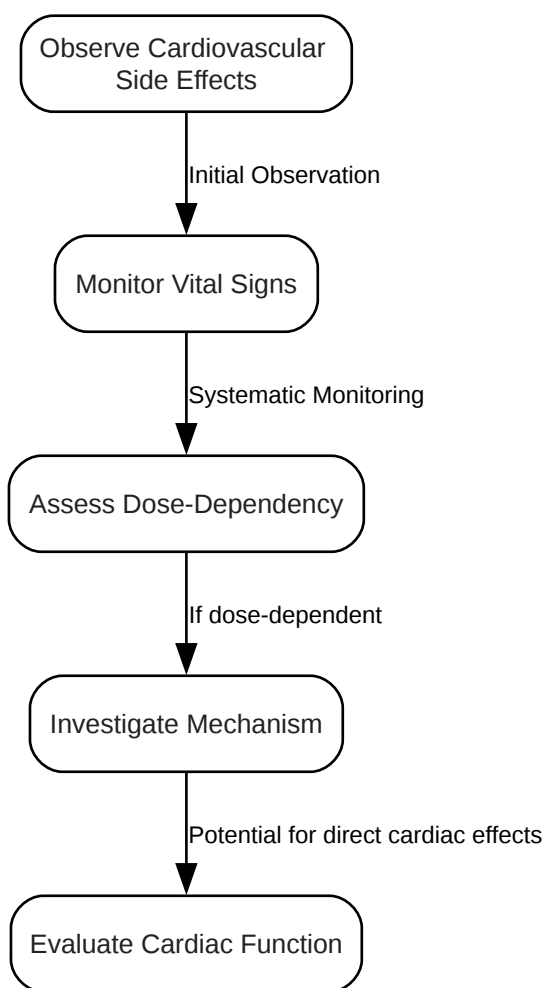 Observe Cardiovascular
Side Effects
Initial Observation
Monitor Vital Signs
Systematic Monitoring
Assess Dose-Dependency
If dose-dependent
Investigate Mechanism
Potential for direct cardiac effects
Evaluate Cardiac Function